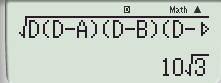 D Math ▲
√D(D-A)(D-B)(D-▶
10√3